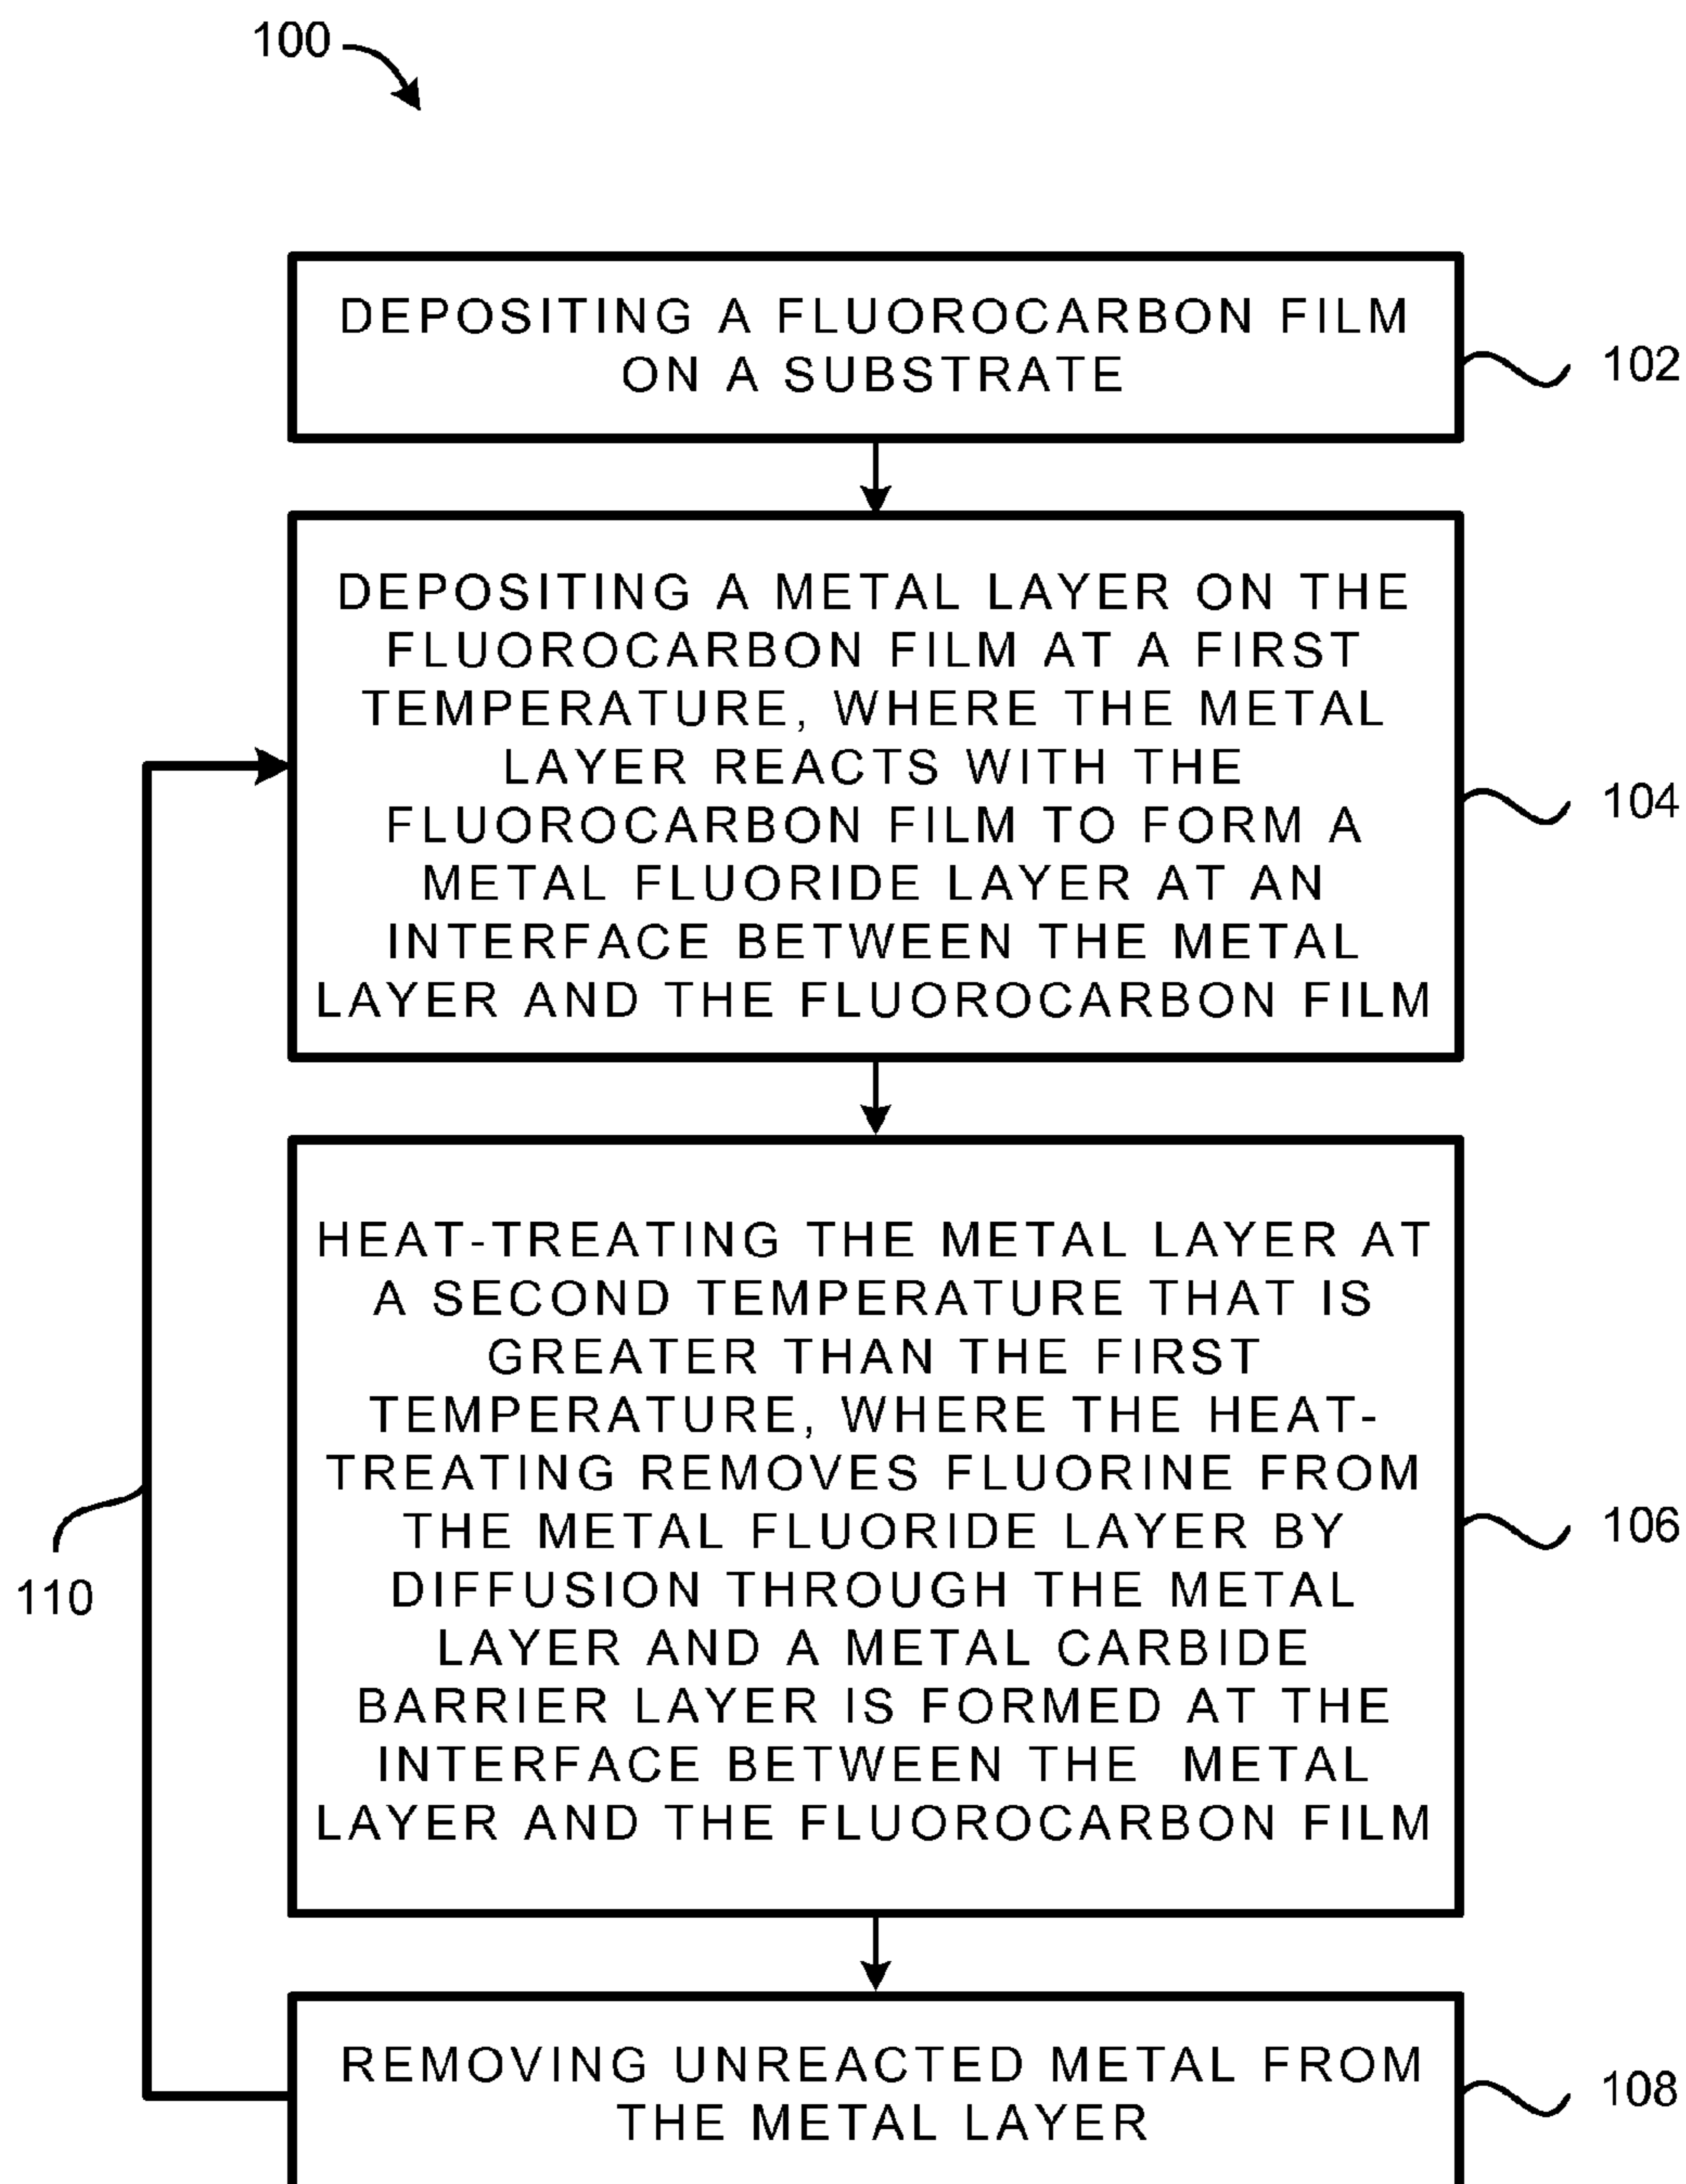 100
DEPOSITING A FLUOROCARBON FILM
ON A SUBSTRATE
102
DEPOSITING A METAL LAYER ON THE
FLUOROCARBON FILM AT A FIRST
TEMPERATURE, WHERE THE METAL
LAYER REACTS WITH THE
FLUOROCARBON FILM TO FORM A
METAL FLUORIDE LAYER AT AN
INTERFACE BETWEEN THE METAL
LAYER AND THE FLUOROCARBON FILM
104
HEAT-TREATING THE METAL LAYER AT
A SECOND TEMPERATURE THAT IS
GREATER THAN THE FIRST
TEMPERATURE, WHERE THE HEAT-
TREATING REMOVES FLUORINE FROM
THE METAL FLUORIDE LAYER BY
DIFFUSION THROUGH THE METAL
LAYER AND A METAL CARBIDE
BARRIER LAYER IS FORMED AT THE
INTERFACE BETWEEN THE METAL
LAYER AND THE FLUOROCARBON FILM
106
110
REMOVING UNREACTED METAL FROM
THE METAL LAYER
108